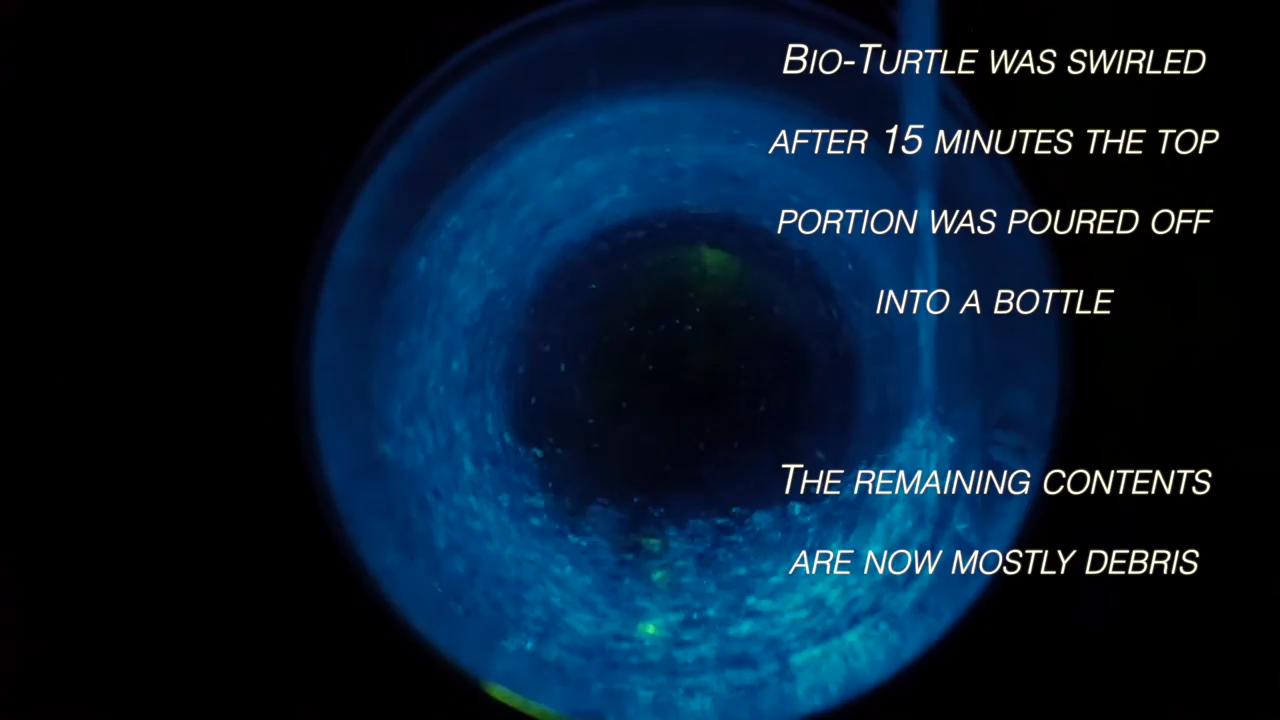 Bio-Turtle was swirled
after 15 minutes the top
portion was poured off
into a bottle
The remaining contents
are now mostly debris